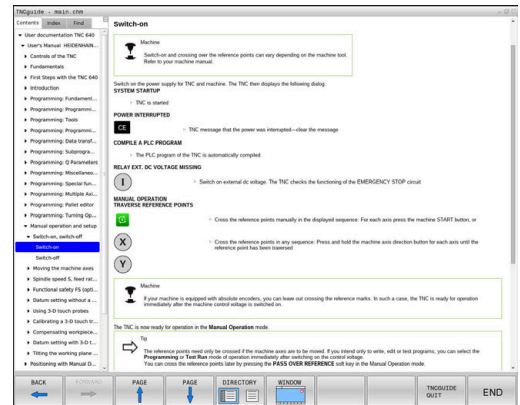 TNCguide - main.chm
Contents Index Find
User documentation TNC 640
User's Manual HEIDENHAIN...
Controls of the TNC
Fundamentals
First Steps with the TNC 640
Introduction
Programming: Fundament...
Programming: Programmi...
Programming: Tools
Programming: Programmi...
Programming: Data transf...
Programming: Subprogra...
Programming: Q Parameters
Programming: Miscellaneo...
Programming: Special fun...
Programming: Multiple Axi...
Programming: Pallet editor
Programming: Turning Op...
Manual operation and setup
Switch-on, switch-off
Switch-on
Switch-off
Moving the machine axes
Spindle speed S, feed rat...
Functional safety FS (opti...
Datum setting without a ...
Using 3-D touch probes
Calibrating a 3-D touch tr...
Compensating workpiece...
Datum setting with 3-D t...
Tilting the working plane ...
Positioning with Manual D...
Switch-on
Machine
Switch-on and crossing over the reference points can vary depending on the machine tool.
Refer to your machine manual.
Switch on the power supply for TNC and machine. The TNC then displays the following dialog:
SYSTEM STARTUP
TNC is started
POWER INTERRUPTED
CE
TNC message that the power was interrupted—clear the message
COMPILE A PLC PROGRAM
The PLC program of the TNC is automatically compiled
RELAY EXT. DC VOLTAGE MISSING
I
Switch on external dc voltage. The TNC checks the functioning of the EMERGENCY STOP circuit
MANUAL OPERATION
TRAVERSE REFERENCE POINTS
Cross the reference points manually in the displayed sequence: For each axis press the machine START button, or
X
Cross the reference points in any sequence: Press and hold the machine axis direction button for each axis until the
reference point has been traversed
Y
Machine
If your machine is equipped with absolute encoders, you can leave out crossing the reference marks. In such a case, the TNC is ready for operation
immediately after the machine control voltage is switched on.
The TNC is now ready for operation in the Manual Operation mode.
Tip
The reference points need only be crossed if the machine axes are to be moved. If you intend only to write, edit or test programs, you can select the
Programming or Test Run mode of operation immediately after switching on the control voltage.
You can cross the reference points later by pressing the PASS OVER REFERENCE soft key in the Manual Operation mode.
BACK
FORWARD
PAGE
PAGE
DIRECTORY
WINDOW
TNCGUIDE
QUIT
END